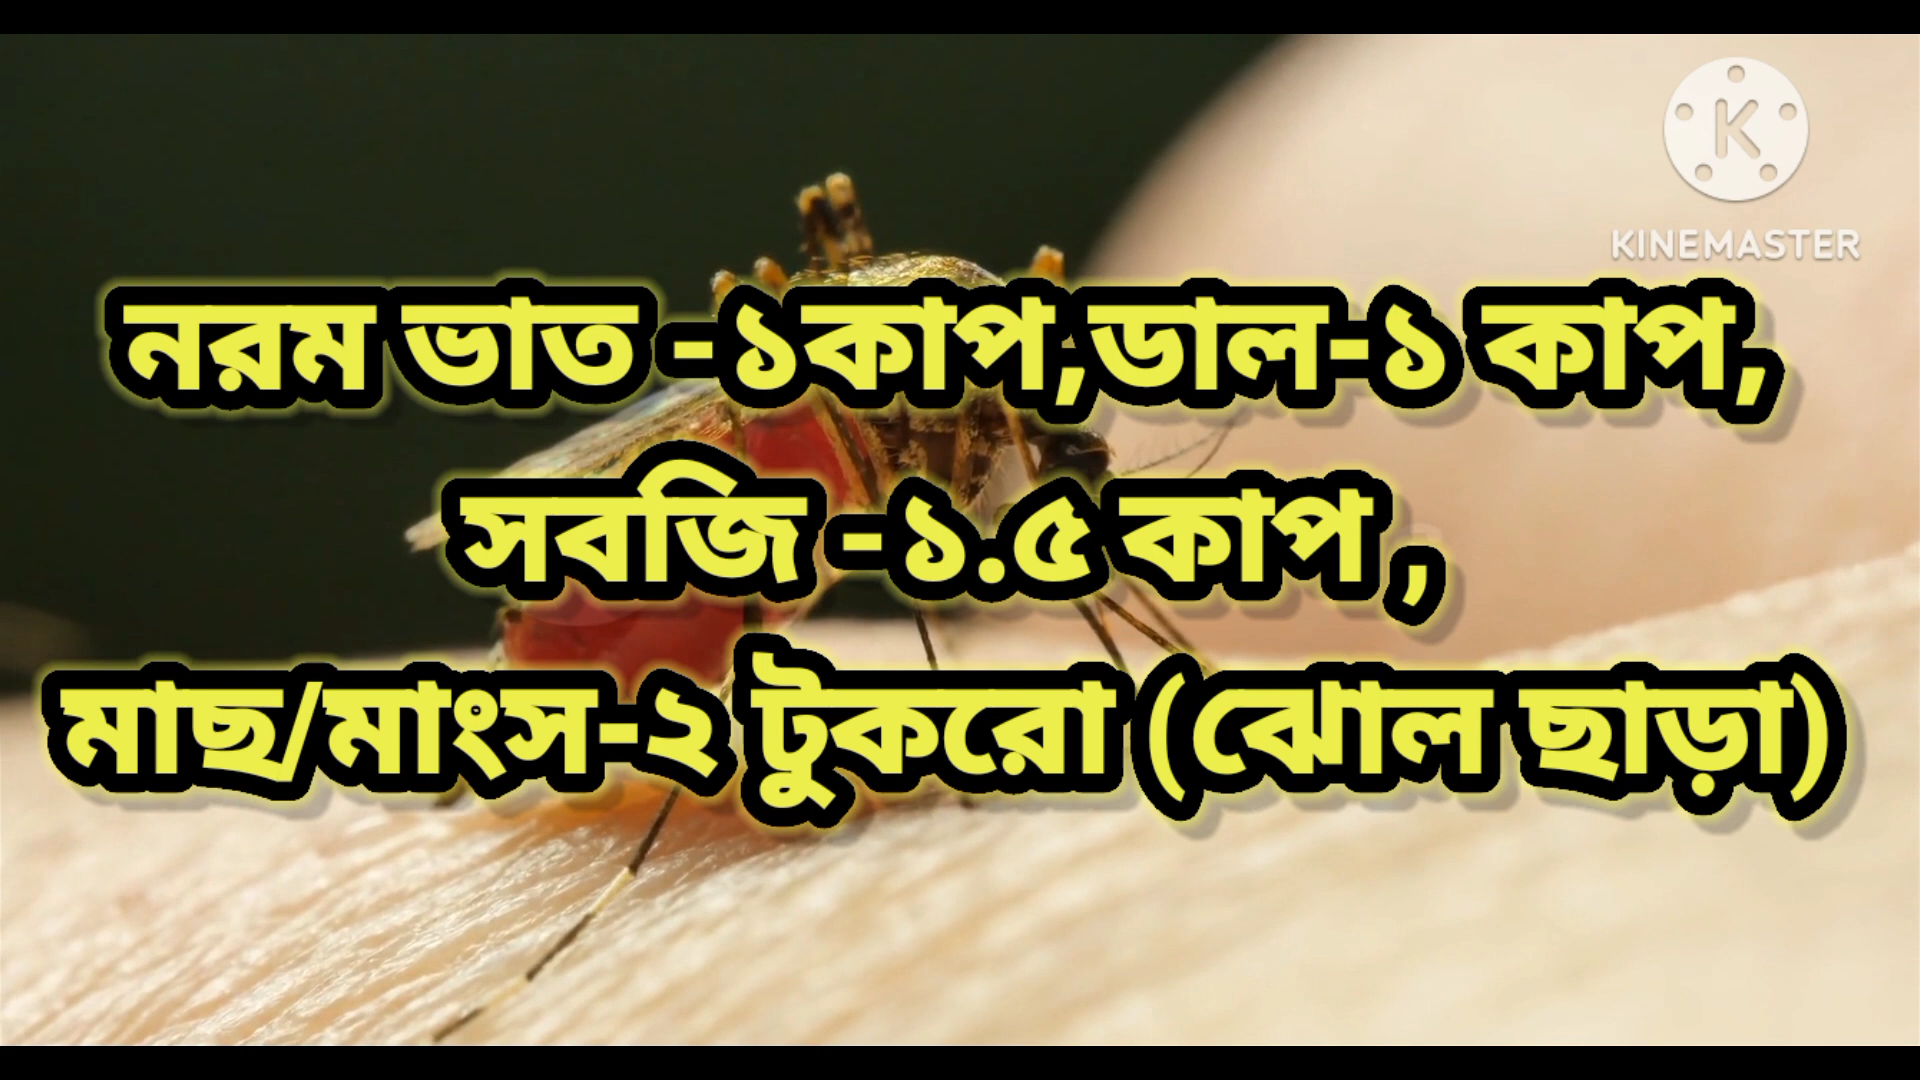 KINEMASTER
নরম ভাত -১কাপ,ডাল-১ কাপ,
সবজি -১.৫ কাপ ,
মাছ/মাংস-২ টুকরো (ঝোল ছাড়া)